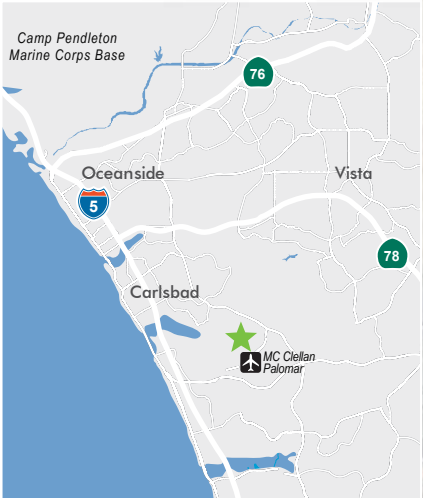 Camp Pendleton
Marine Corps Base
76
Oceanside
Vista
5
78
Carlsbad
MC Clellan
Palomar